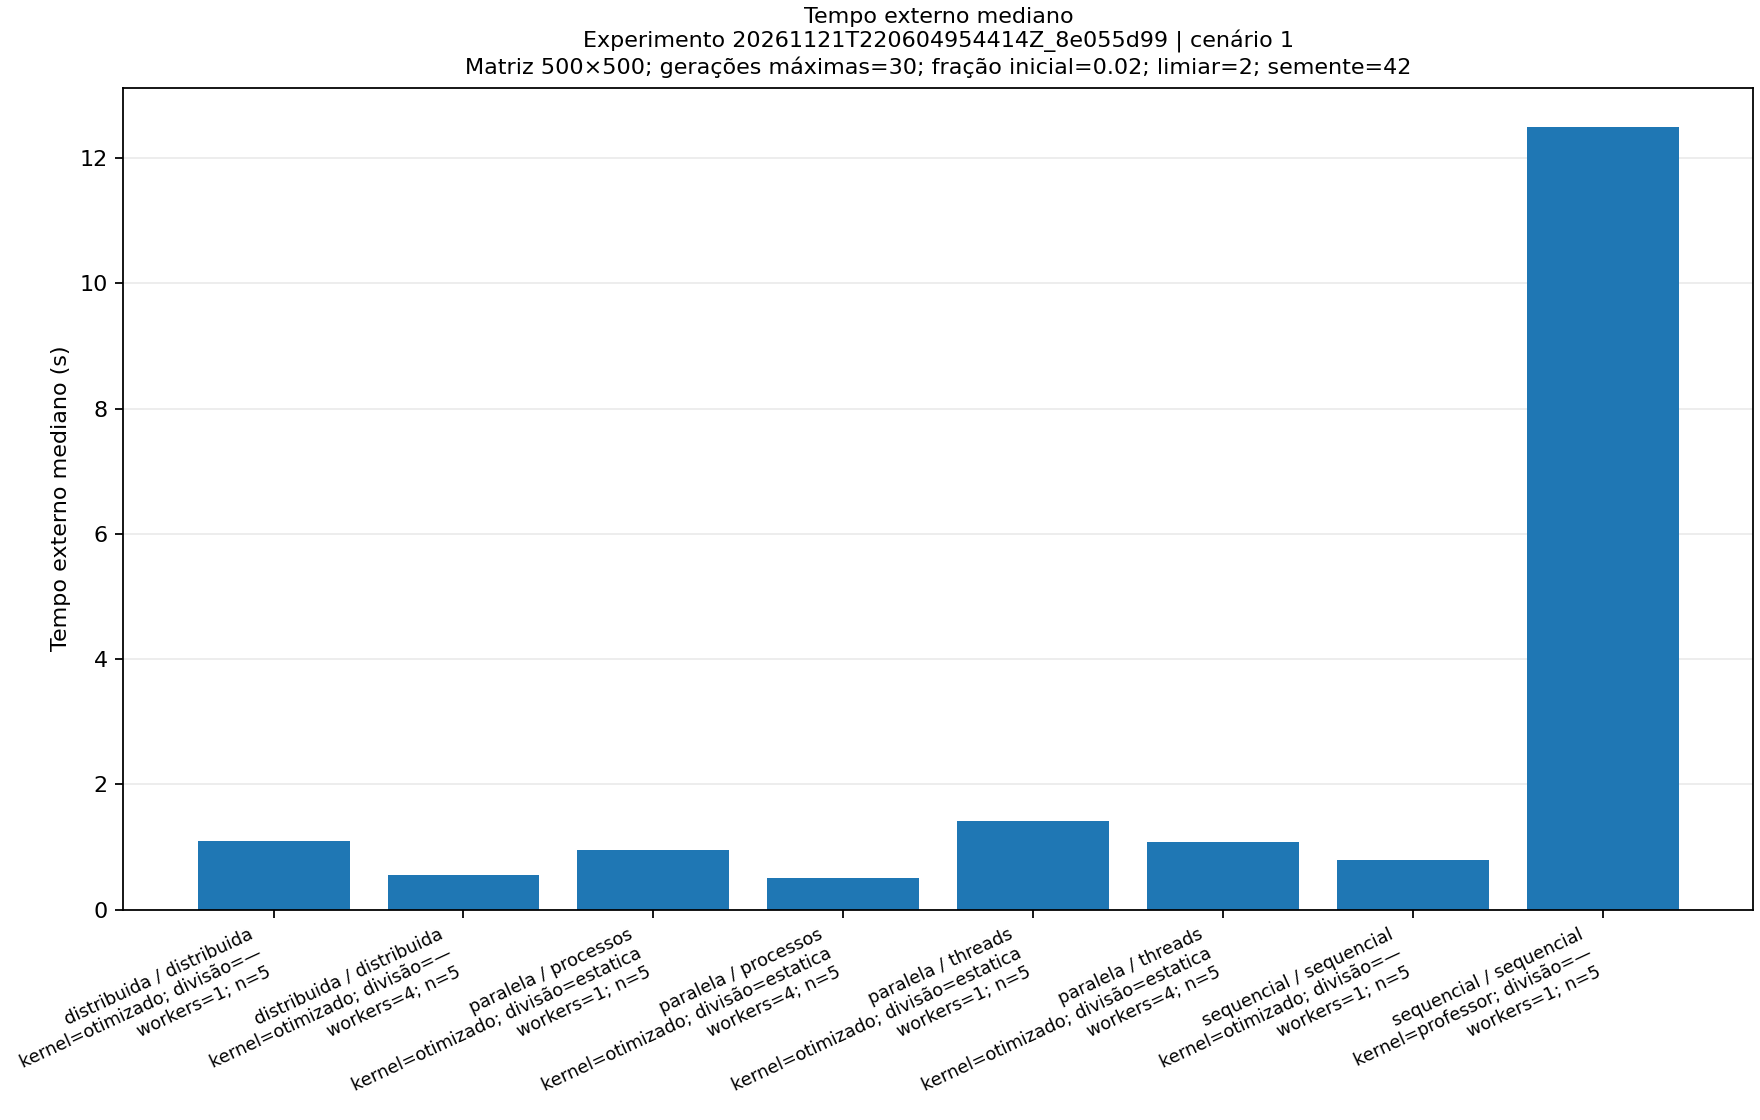 Tempo externo mediano
Experimento 20261121T220604954414Z_8e055d99 | cenário 1
Matriz 500×500; gerações máximas=30; fração inicial=0.02; limiar=2; semente=42
Tempo externo mediano (s)
12
10
8
6
4
2
0
distribuida / distribuida
kernel=otimizado; divisão=—
workers=1; n=5
distribuida / distribuida
kernel=otimizado; divisão=—
workers=4; n=5
paralela / processos
kernel=otimizado; divisão=estatica
workers=1; n=5
paralela / processos
kernel=otimizado; divisão=estatica
workers=4; n=5
paralela / threads
kernel=otimizado; divisão=estatica
workers=1; n=5
paralela / threads
kernel=otimizado; divisão=estatica
workers=4; n=5
sequencial / sequencial
kernel=otimizado; divisão=—
workers=1; n=5
sequencial / sequencial
kernel=professor; divisão=—
workers=1; n=5